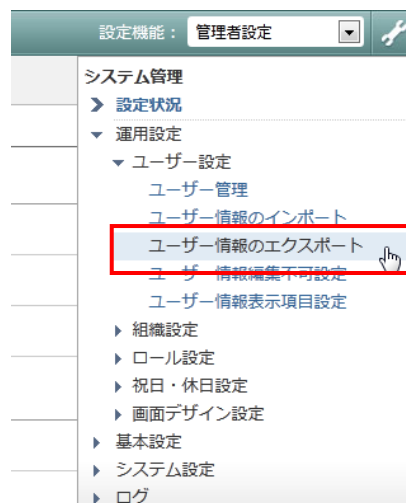 設定機能： 管理者設定
システム管理
設定状況
運用設定
ユーザー設定
ユーザー管理
ユーザー情報のインポート
ユーザー情報のエクスポート
ユーザー情報編集不可設定
ユーザー情報表示項目設定
組織設定
ロール設定
祝日・休日設定
画面デザイン設定
基本設定
システム設定
ログ